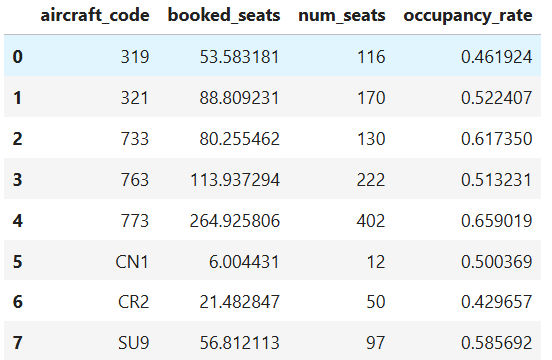 aircraft_code booked_seats num_seats occupancy_rate
0 319 53.583181 116 0.461924
1 321 88.809231 170 0.522407
2 733 80.255462 130 0.617350
3 763 113.937294 222 0.513231
4 773 264.925806 402 0.659019
5 CN1 6.004431 12 0.500369
6 CR2 21.482847 50 0.429657
7 SU9 56.812113 97 0.585692